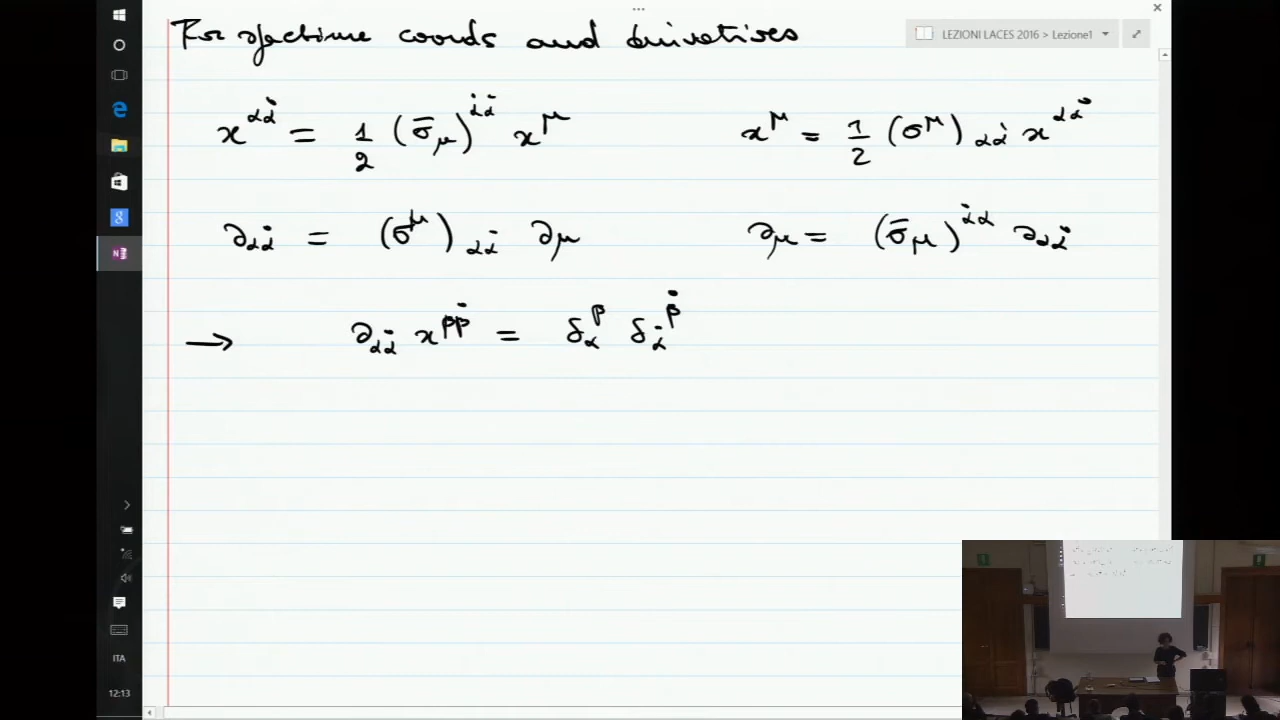 For spacetime coords and derivatives
LEZIONI LACES 2016 > Lezione1
x^{αα̇} = 1/2 (σ̄_μ)^{α̇α̇} x^μ x^μ = 1/2 (σ^μ)_{αα̇} x^{αα̇}
∂_{αα̇} = (σ^μ)_{αα̇} ∂_μ ∂_μ = (σ̄_μ)^{α̇α} ∂_{αα̇}
→ ∂_{αα̇} x^{ββ̇} = δ_α^β δ_α̇^β̇
ITA
12:13